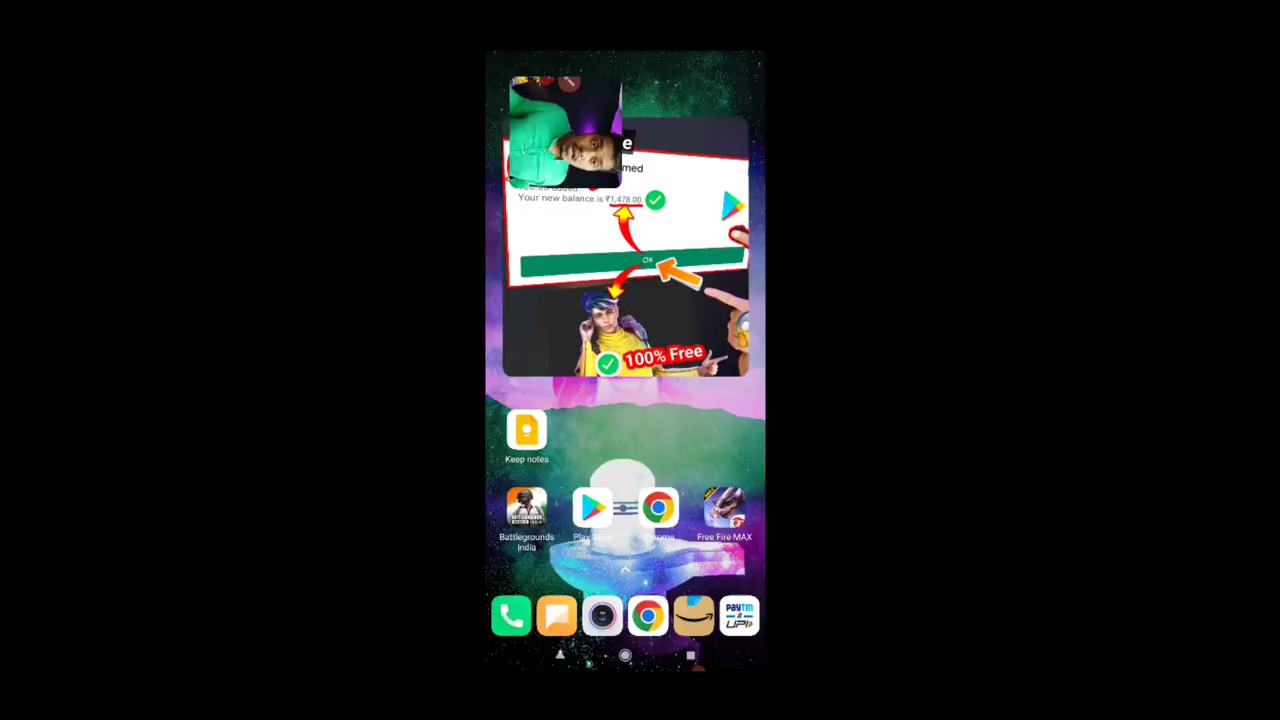 e
med
Your new balance is ₹1,478.00.
OK
100% Free
Keep notes
Battlegrounds India
Play
Free Fire MAX
Paytm
UPI